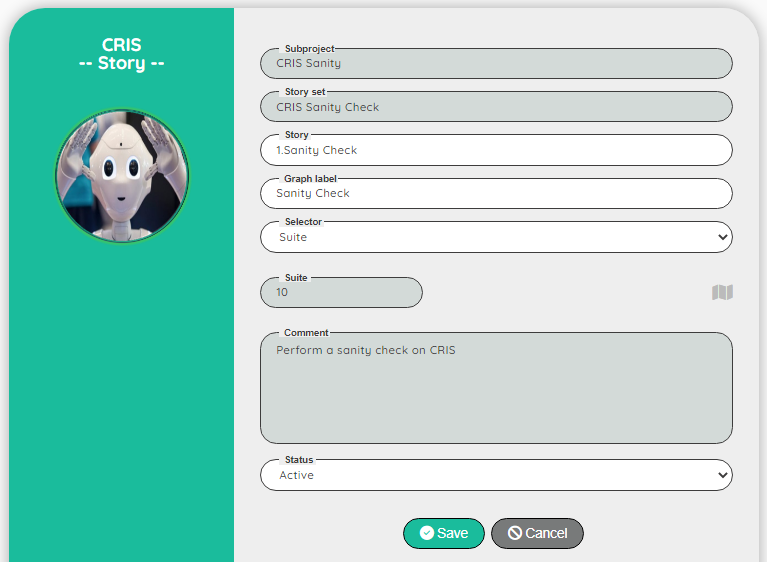 CRIS
-- Story --
Subproject
CRIS Sanity
Story set
CRIS Sanity Check
Story
1.Sanity Check
Graph label
Sanity Check
Selector
Suite
Suite
10
Comment
Perform a sanity check on CRIS
Status
Active
Save
Cancel